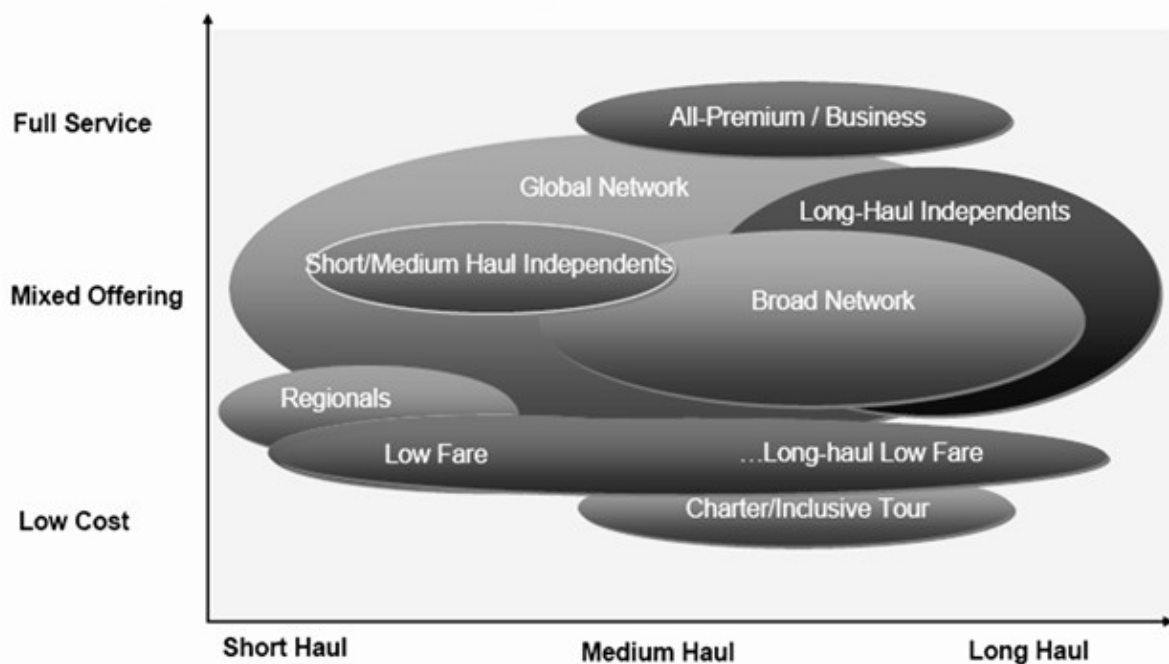 Full Service
All-Premium / Business
Global Network
Long-Haul Independents
Short/Medium Haul Independents
Mixed Offering
Broad Network
Regionals
Low Fare
...Long-haul Low Fare
Charter/Inclusive Tour
Low Cost
Short Haul
Medium Haul
Long Haul